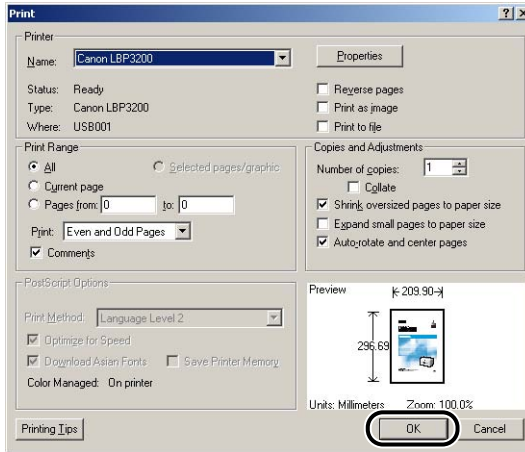 Print
Printer
Name: Canon LBP3200 Properties
Status: Ready Reverse pages
Type: Canon LBP3200 Print as image
Where: USB001 Print to file
Print Range
All Selected pages/graphic
Current page
Pages from: 0 to: 0
Print: Even and Odd Pages
Comments
Copies and Adjustments
Number of copies: 1
Collate
Shrink oversized pages to paper size
Expand small pages to paper size
Auto-rotate and center pages
PostScript Options
Print Method: Language Level 2
Optimize for Speed
Download Asian Fonts Save Printer Memory
Color Managed: On printer
Preview
209.90
296.69
Units: Millimeters Zoom: 100.0%
Printing Tips OK Cancel